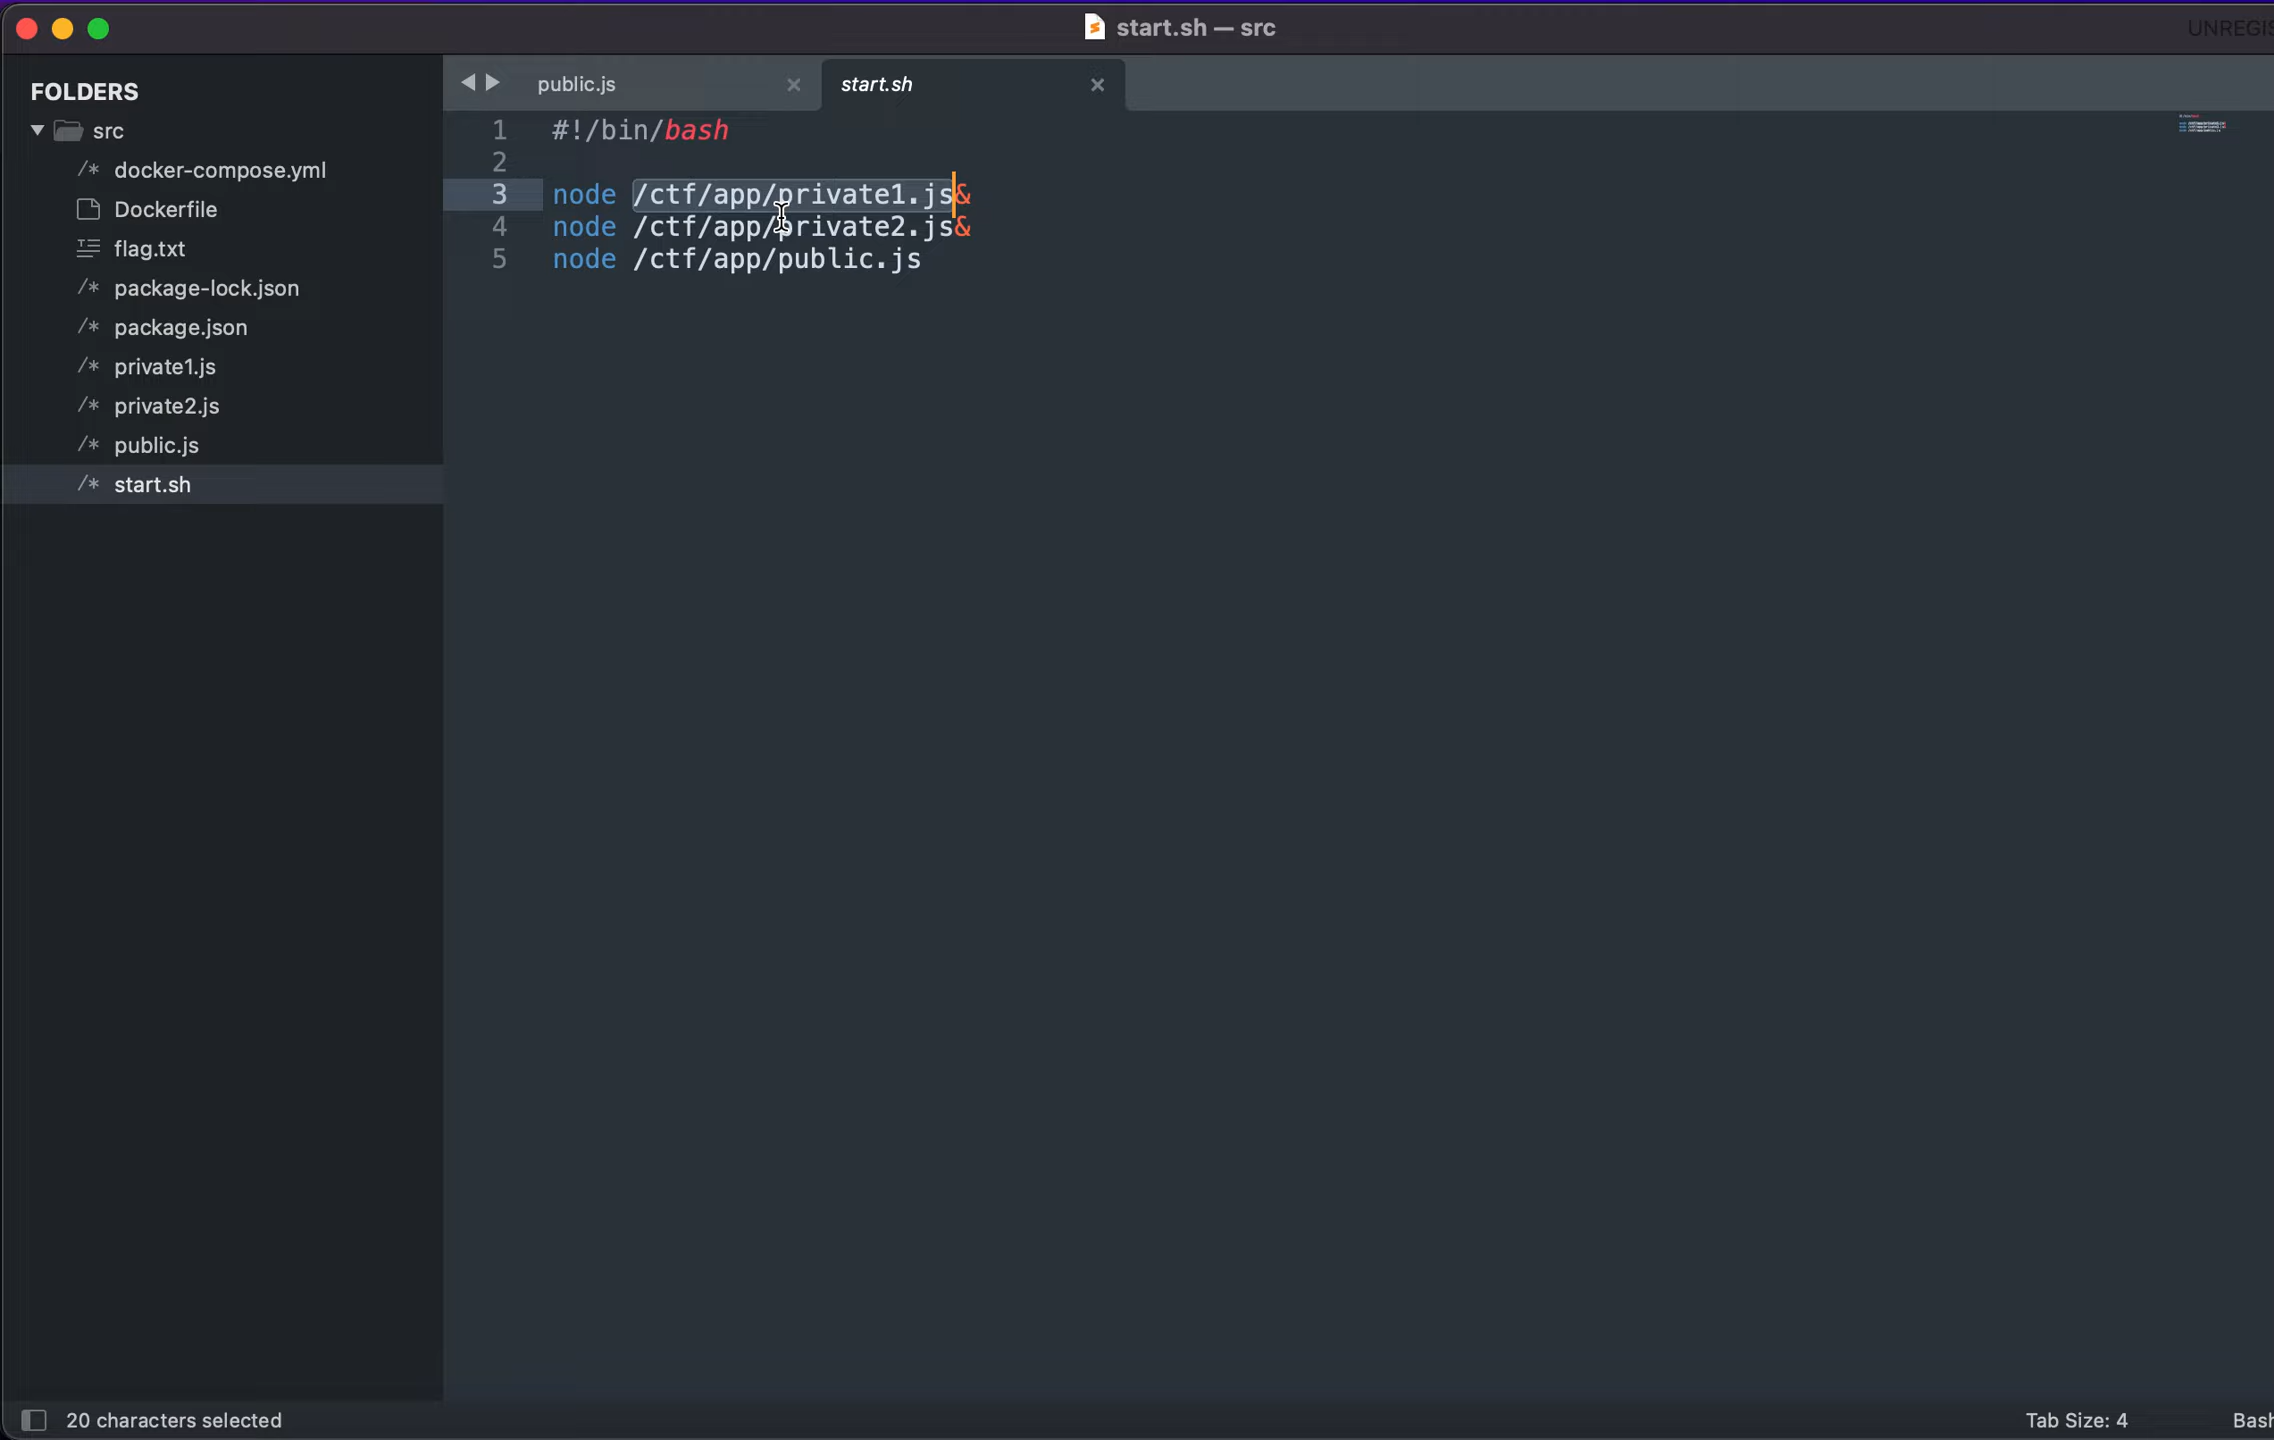 start.sh — src
UNREGIS
FOLDERS
src
/* docker-compose.yml
Dockerfile
flag.txt
/* package-lock.json
/* package.json
/* private1.js
/* private2.js
/* public.js
/* start.sh
public.js
start.sh
1 #!/bin/bash
2
3 node /ctf/app/private1.js&
4 node /ctf/app/private2.js&
5 node /ctf/app/public.js
20 characters selected
Tab Size: 4
Bash